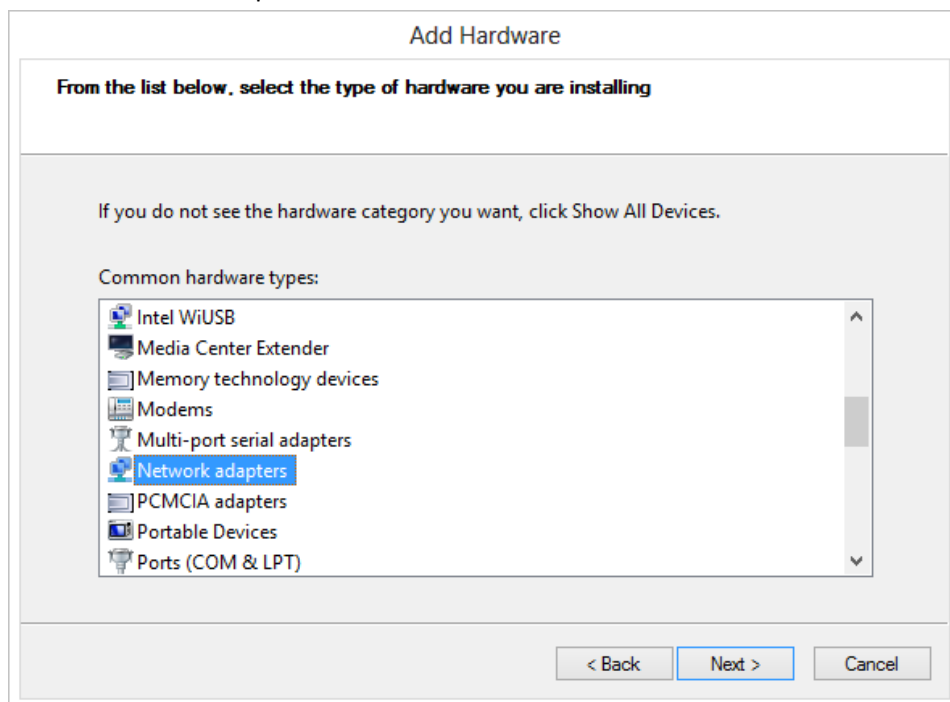 Add Hardware
From the list below, select the type of hardware you are installing
If you do not see the hardware category you want, click Show All Devices.
Common hardware types:
Intel WiUSB
Media Center Extender
Memory technology devices
Modems
Multi-port serial adapters
Network adapters
PCMCIA adapters
Portable Devices
Ports (COM & LPT)
< Back Next > Cancel